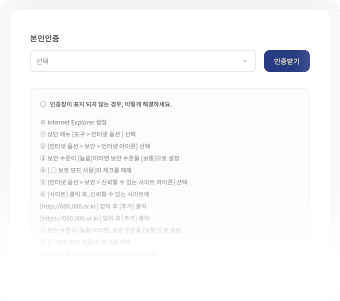 본인인증
선택
인증받기
인증창이 표지 되지 않는 경우, 이렇게 해결하세요.
※ Internet Explorer 설정
① 상단 메뉴 [도구 > 인터넷 옵션 ] 선택
② [인터넷 옵션 > 보안 > 인터넷 아이콘] 선택
③ 보안 수준이 [높음]이라면 보안 수준을 [보통]으로 설정
④ [ □ 보호 모드 사용]의 체크를 해제
⑤ [인터넷 옵션 > 보안 > 신뢰할 수 있는 사이트 아이콘] 선택
⑥ [사이트] 클릭 후, 신뢰할 수 있는 사이트에
[http://000.000.or.kr] 입력 후 [추가] 클릭
[https://000.000.or.kr] 입력 후 [추가] 클릭
⑦ 보안 수준이 [높음]이라면 보안 수준을 [보통]으로 설정
⑧ [ □ 보호 모드 사용]의 체크를 해제